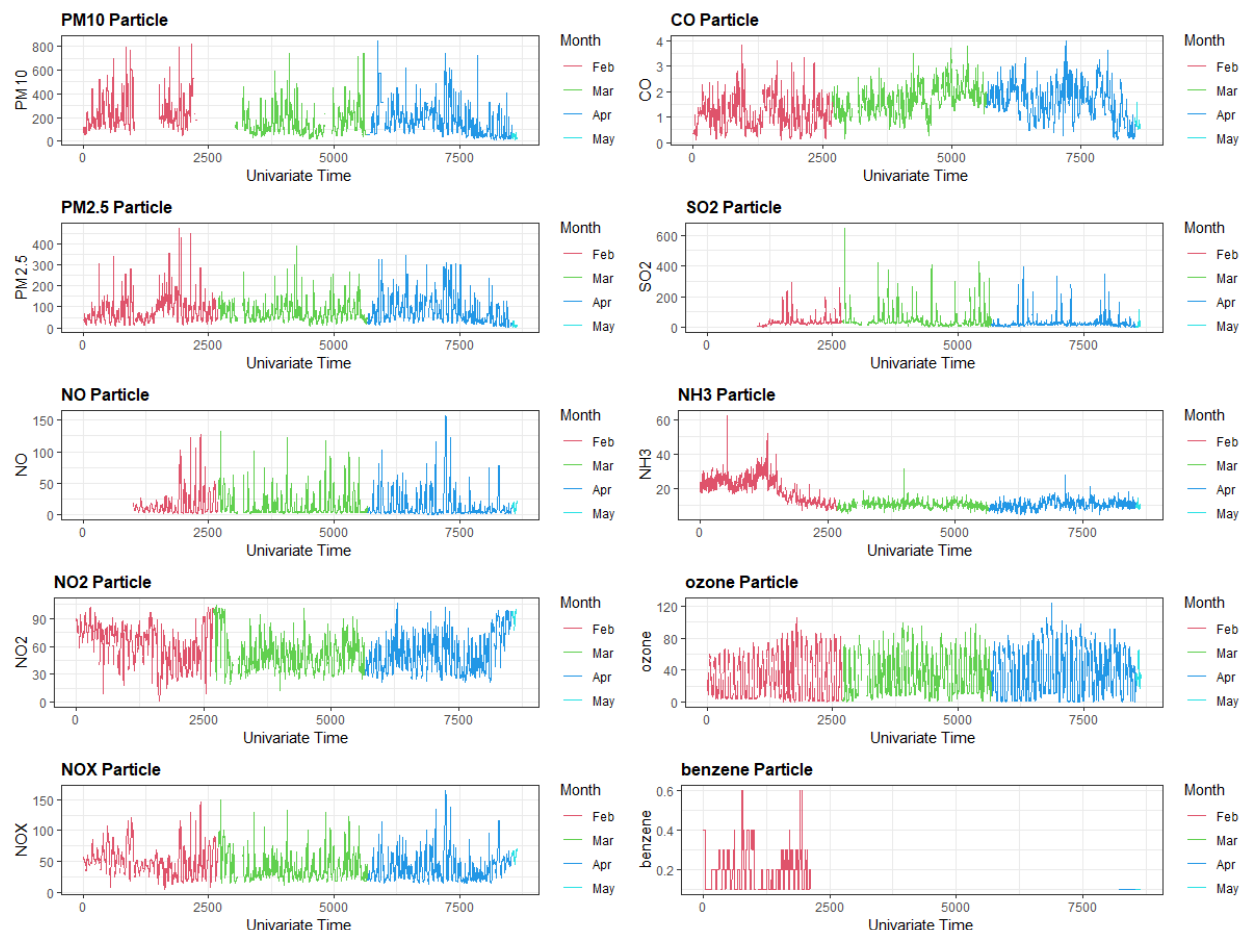 PM10 Particle
PM10
800
600
400
200
0
0 2500 5000 7500
Univariate Time
Month
Feb
Mar
Apr
May
CO Particle
CO
4
3
2
1
0
0 2500 5000 7500
Univariate Time
Month
Feb
Mar
Apr
May
PM2.5 Particle
PM2.5
400
300
200
100
0
0 2500 5000 7500
Univariate Time
Month
Feb
Mar
Apr
May
SO2 Particle
SO2
600
400
200
0
0 2500 5000 7500
Univariate Time
Month
Feb
Mar
Apr
May
NO Particle
NO
150
100
50
0
0 2500 5000 7500
Univariate Time
Month
Feb
Mar
Apr
May
NH3 Particle
NH3
60
40
20
0 2500 5000 7500
Univariate Time
Month
Feb
Mar
Apr
May
NO2 Particle
NO2
90
60
30
0
0 2500 5000 7500
Univariate Time
Month
Feb
Mar
Apr
May
ozone Particle
ozone
120
80
40
0
0 2500 5000 7500
Univariate Time
Month
Feb
Mar
Apr
May
NOX Particle
NOX
150
100
50
0
0 2500 5000 7500
Univariate Time
Month
Feb
Mar
Apr
May
benzene Particle
benzene
0.6
0.4
0.2
0 2500 5000 7500
Univariate Time
Month
Feb
Mar
Apr
May